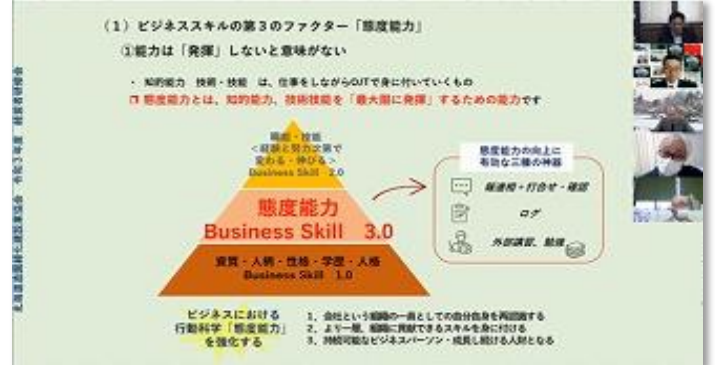 （1）ビジネススキルの第３のファクター「態度能力」
①能力は「発揮」しないと意味がない
・ 知的能力 技術・技能 は、仕事をしながらOJTで身に付いていくもの
態度能力とは、知的能力、技術技能を「最大限に発揮」するための能力です
職能・技能
＜経験と努力次第で
変わる・伸びる＞
Business Skill 2.0
態度能力
Business Skill 3.0
資質・人柄・性格・学歴・人格
Business Skill 1.0
態度能力の向上に
有効な三種の神器
報連相＋打合せ・確認
ログ
外部講習、勉強
ビジネスにおける
行動科学「態度能力」
を強化する
1、会社という組織の一員としての自分自身を再認識する
2、より一層、組織に貢献できるスキルを身に付ける
3、持続可能なビジネスパーソン・成長し続ける人財となる
令和3年度 経営者研修会